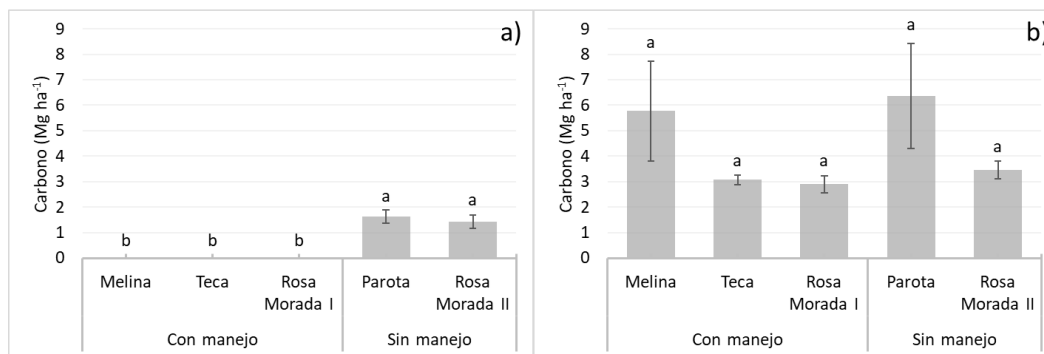 a)
Carbono (Mg ha⁻¹)
9
8
7
6
5
4
3
2
1
0
b b b a a
Melina Teca Rosa Parota Rosa
Morada I Morada II
Con manejo Sin manejo
b)
Carbono (Mg ha⁻¹)
9
8
7
6
5
4
3
2
1
0
a a a a a
Melina Teca Rosa Parota Rosa
Morada I Morada II
Con manejo Sin manejo